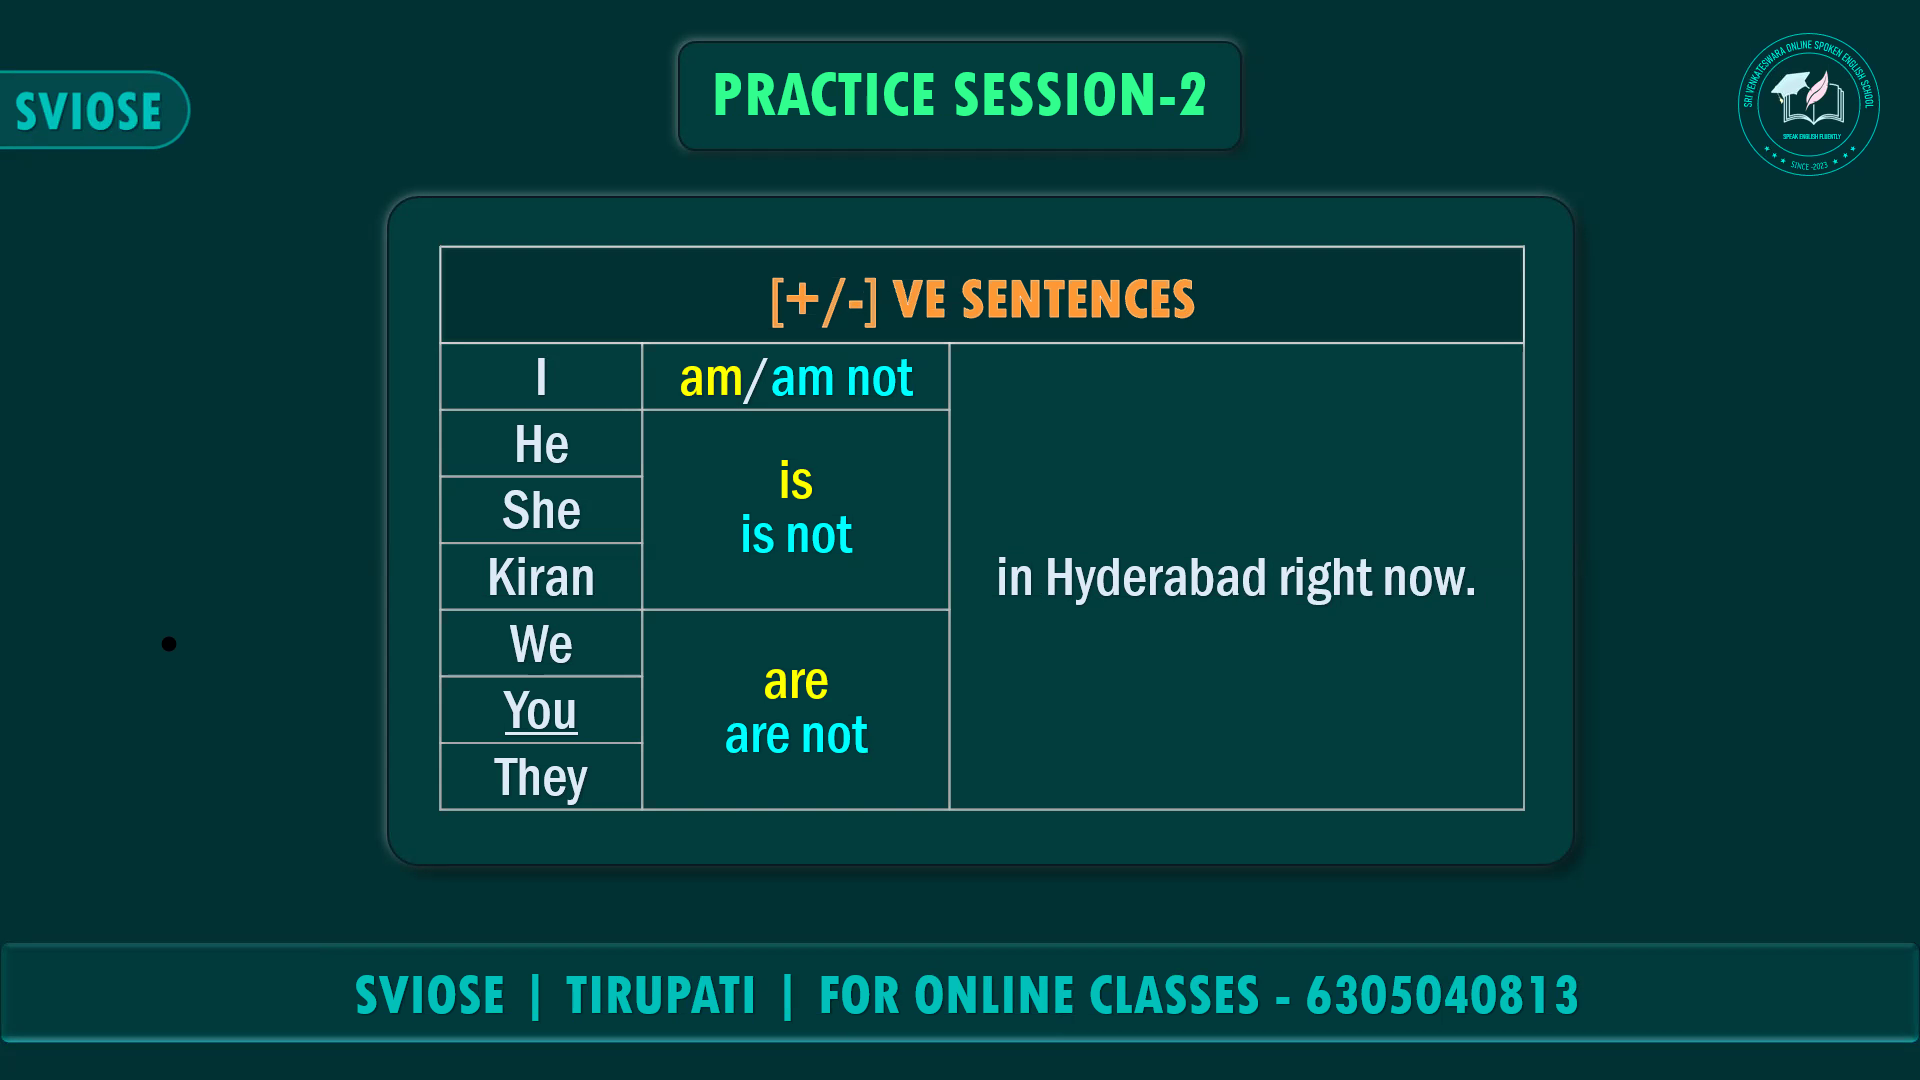 PRACTICE SESSION-2
SVIOSE
SRI VENKATESWARA ONLINE SPOKEN ENGLISH SCHOOL
SPEAK ENGLISH FLUENTLY
SINCE -2023
[+/-] VE SENTENCES
I
am/am not
He
She
Kiran
is
is not
in Hyderabad right now.
We
You
They
are
are not
SVIOSE | TIRUPATI | FOR ONLINE CLASSES - 6305040813